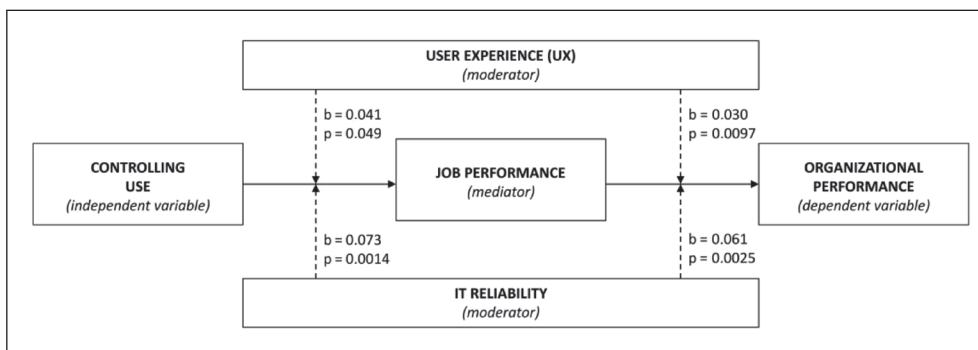 USER EXPERIENCE (UX)
(moderator)
b = 0.041
p = 0.049
b = 0.030
p = 0.0097
CONTROLLING
USE
(independent variable)
JOB PERFORMANCE
(mediator)
ORGANIZATIONAL
PERFORMANCE
(dependent variable)
b = 0.073
p = 0.0014
b = 0.061
p = 0.0025
IT RELIABILITY
(moderator)